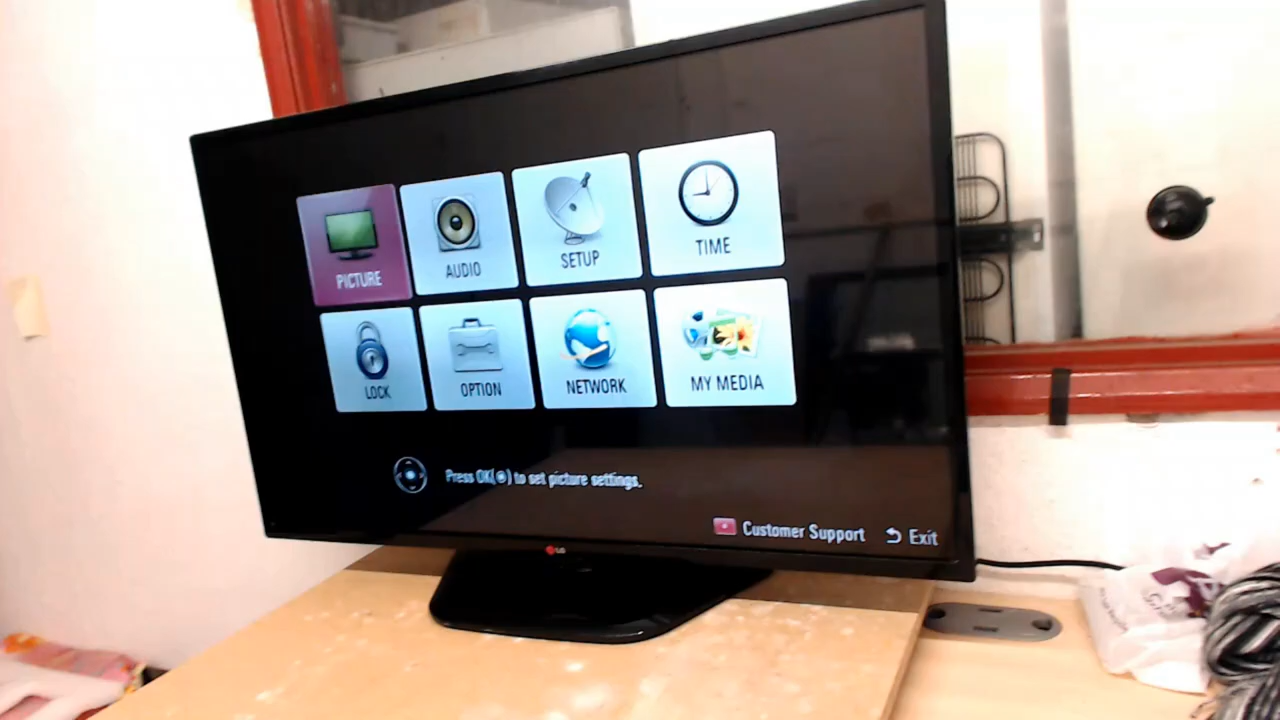 PICTURE
AUDIO
SETUP
TIME
LOCK
OPTION
NETWORK
MY MEDIA
Press OK(◉) to set picture settings.
Customer Support
Exit
LG